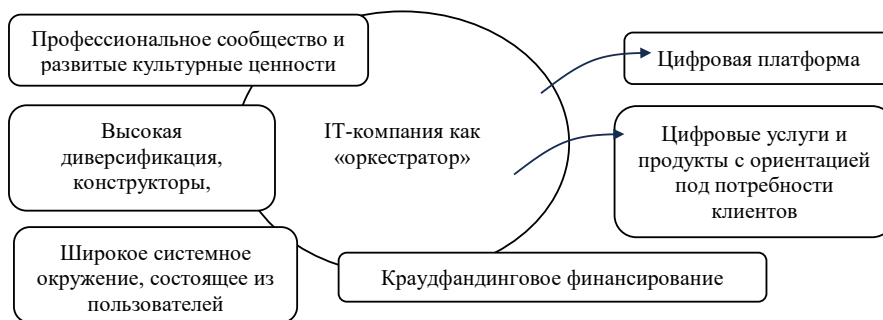 Профессиональное сообщество и
развитые культурные ценности
Высокая
диверсификация,
конструкторы,
Широкое системное
окружение, состоящее из
пользователей
IT-компания как
«оркестратор»
Краудфандинговое финансирование
Цифровая платформа
Цифровые услуги и
продукты с ориентацией
под потребности
клиентов